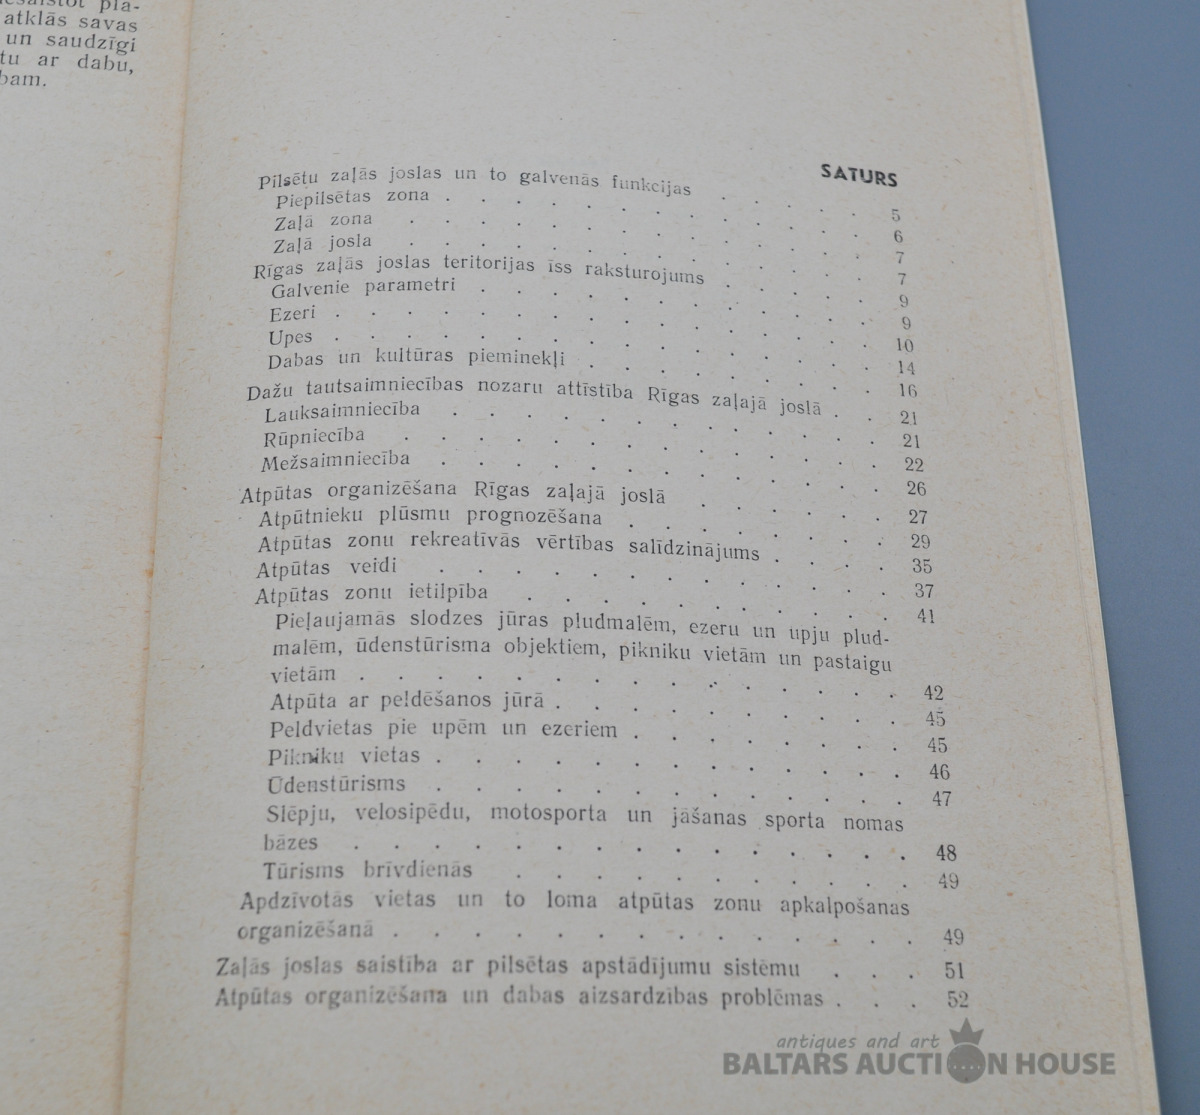 pla-
atklās savas
un saudzīgi
ar dabu,
SATURS
Pilsētu zaļās joslas un to galvenās funkcijas . . . . . 5
Piepilsētas zona . . . . . . . . . . . . 6
Zaļā zona . . . . . . . . . . . . 7
Zaļā josla . . . . . . . . . . . . 7
Rīgas zaļās joslas teritorijas īss raksturojums . . . . . 9
Galvenie parametri . . . . . . . . . . . 9
Ezeri . . . . . . . . . . . . . . . 10
Upes . . . . . . . . . . . . . . . 14
Dabas un kultūras pieminekļi . . . . . . . . 16
Dažu tautsaimniecības nozaru attīstība Rīgas zaļajā joslā . . 21
Lauksaimniecība . . . . . . . . . . . . 21
Rūpniecība . . . . . . . . . . . . . 22
Mežsaimniecība . . . . . . . . . . . . 26
Atpūtas organizēšana Rīgas zaļajā joslā . . . . . . 27
Atpūtnieku plūsmu prognozēšana . . . . . . . 29
Atpūtas zonu rekreatīvās vērtības salīdzinājums . . . . 35
Atpūtas veidi . . . . . . . . . . . . 37
Atpūtas zonu ietilpība . . . . . . . . . . 41
Pieļaujamās slodzes jūras pludmalēm, ezeru un upju plud-
malēm, ūdenstūrisma objektiem, pikniku vietām un pastaigu
vietām . . . . . . . . . . . . . . 42
Atpūta ar peldēšanos jūrā . . . . . . . . . 45
Peldvietas pie upēm un ezeriem . . . . . . . . 45
Pikniku vietas . . . . . . . . . . . . 46
Ūdenstūrisms . . . . . . . . . . . . 47
Slēpju, velosipēdu, motosporta un jāšanas sporta nomas
bāzes . . . . . . . . . . . . . . 48
Tūrisms brīvdienās . . . . . . . . . . 49
Apdzīvotās vietas un to loma atpūtas zonu apkalpošanas
organizēšanā . . . . . . . . . . . . . 49
Zaļās joslas saistība ar pilsētas apstādījumu sistēmu . . . 51
Atpūtas organizēšana un dabas aizsardzības problēmas . . . 52
antiques and art
BALTARS AUCTION HOUSE